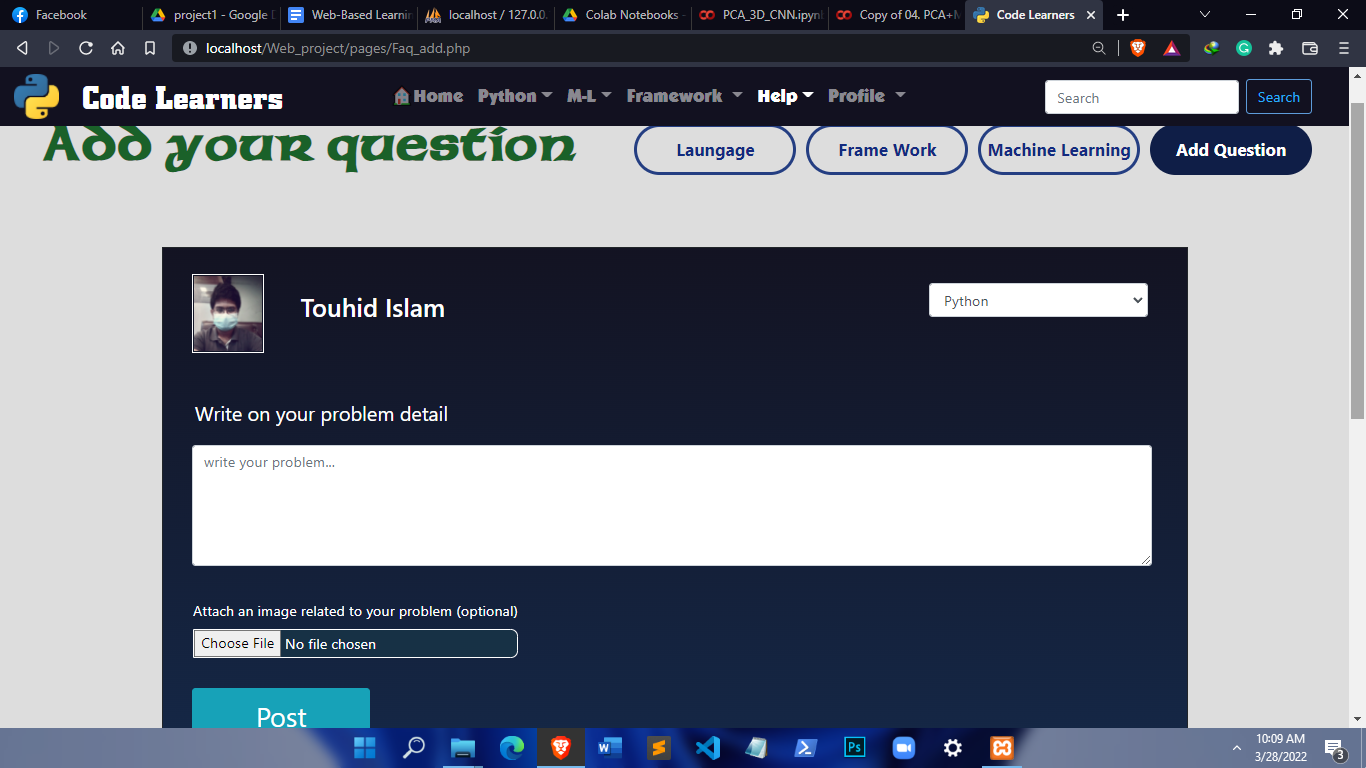 Facebook
project1 - Google D
Web-Based Learnin
localhost / 127.0.0.
Colab Notebooks -
PCA_3D_CNN.ipynb
Copy of 04. PCA+M
Code Learners
localhost/Web_project/pages/Faq_add.php
Code Learners
Home Python M-L Framework Help Profile
Search
Search
Add your question
Laungage
Frame Work
Machine Learning
Add Question
Touhid Islam
Python
Write on your problem detail
write your problem...
Attach an image related to your problem (optional)
Choose File No file chosen
Post
10:09 AM
3/28/2022
3